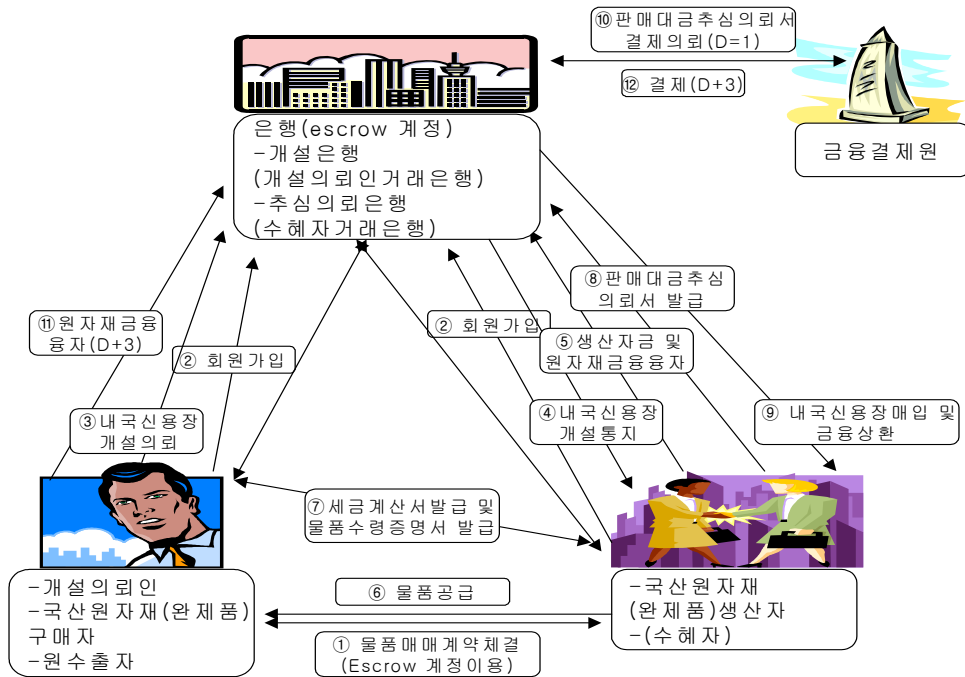 ⑩판매대금추심의뢰서
결제의뢰(D=1)
⑫ 결제(D+3)
금융결제원
은행(escrow 계정)
-개설은행
(개설의뢰인거래은행)
-추심의뢰은행
(수혜자거래은행)
⑧판매대금추심
의뢰서 발급
⑪원자재금융
융자(D+3)
② 회원가입
② 회원가입
⑤생산자금 및
원자재금융융자
③내국신용장
개설의뢰
④내국신용장
개설통지
⑨ 내국신용장매입 및
금융상환
⑦세금계산서발급 및
물품수령증명서 발급
-개설의뢰인
-국산원자재(완제품)
구매자
-원수출자
⑥ 물품공급
① 물품매매계약체결
(Escrow 계정이용)
-국산원자재
(완제품)생산자
-(수혜자)